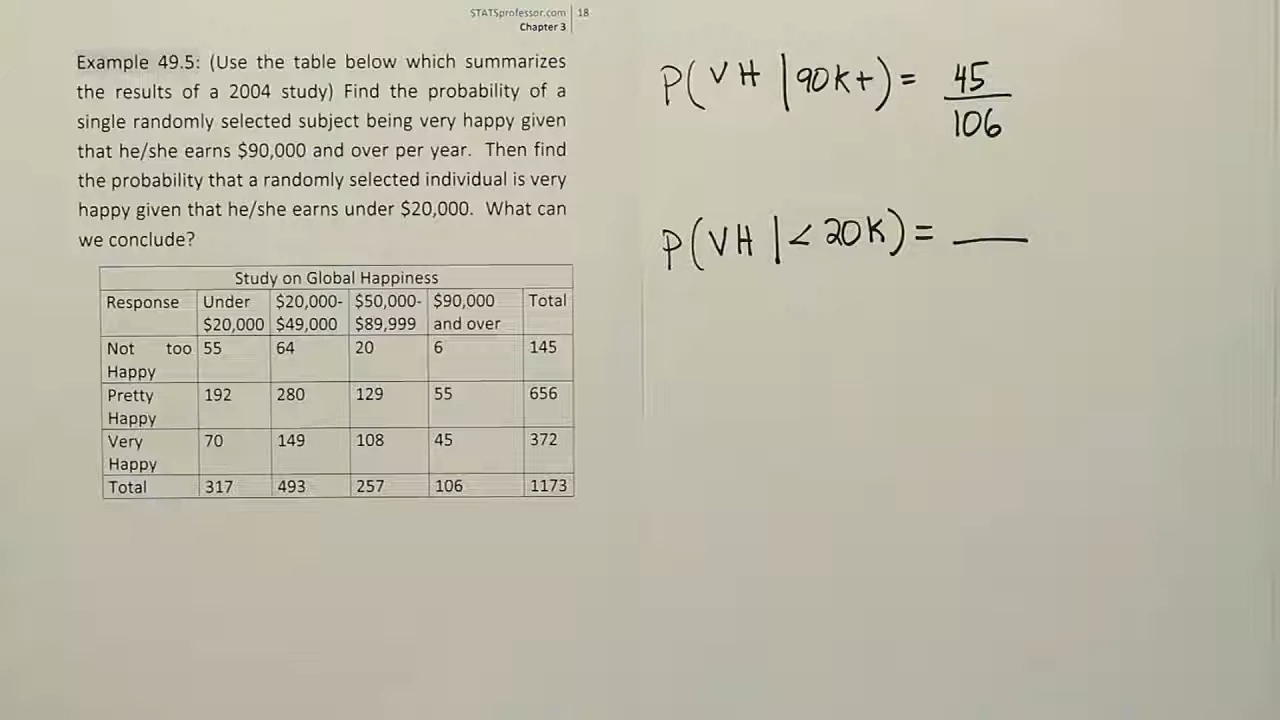 STATSprofessor.com 18
Chapter 3
Example 49.5: (Use the table below which summarizes
the results of a 2004 study) Find the probability of a
single randomly selected subject being very happy given
that he/she earns $90,000 and over per year. Then find
the probability that a randomly selected individual is very
happy given that he/she earns under $20,000. What can
we conclude?
Study on Global Happiness
Response Under $20,000- $50,000- $90,000 Total
$20,000 $49,000 $89,999 and over
Not too 55 64 20 6 145
Happy
Pretty 192 280 129 55 656
Happy
Very 70 149 108 45 372
Happy
Total 317 493 257 106 1173
P(VH|90K+) = 45
106
P(VH|<20K) = ___